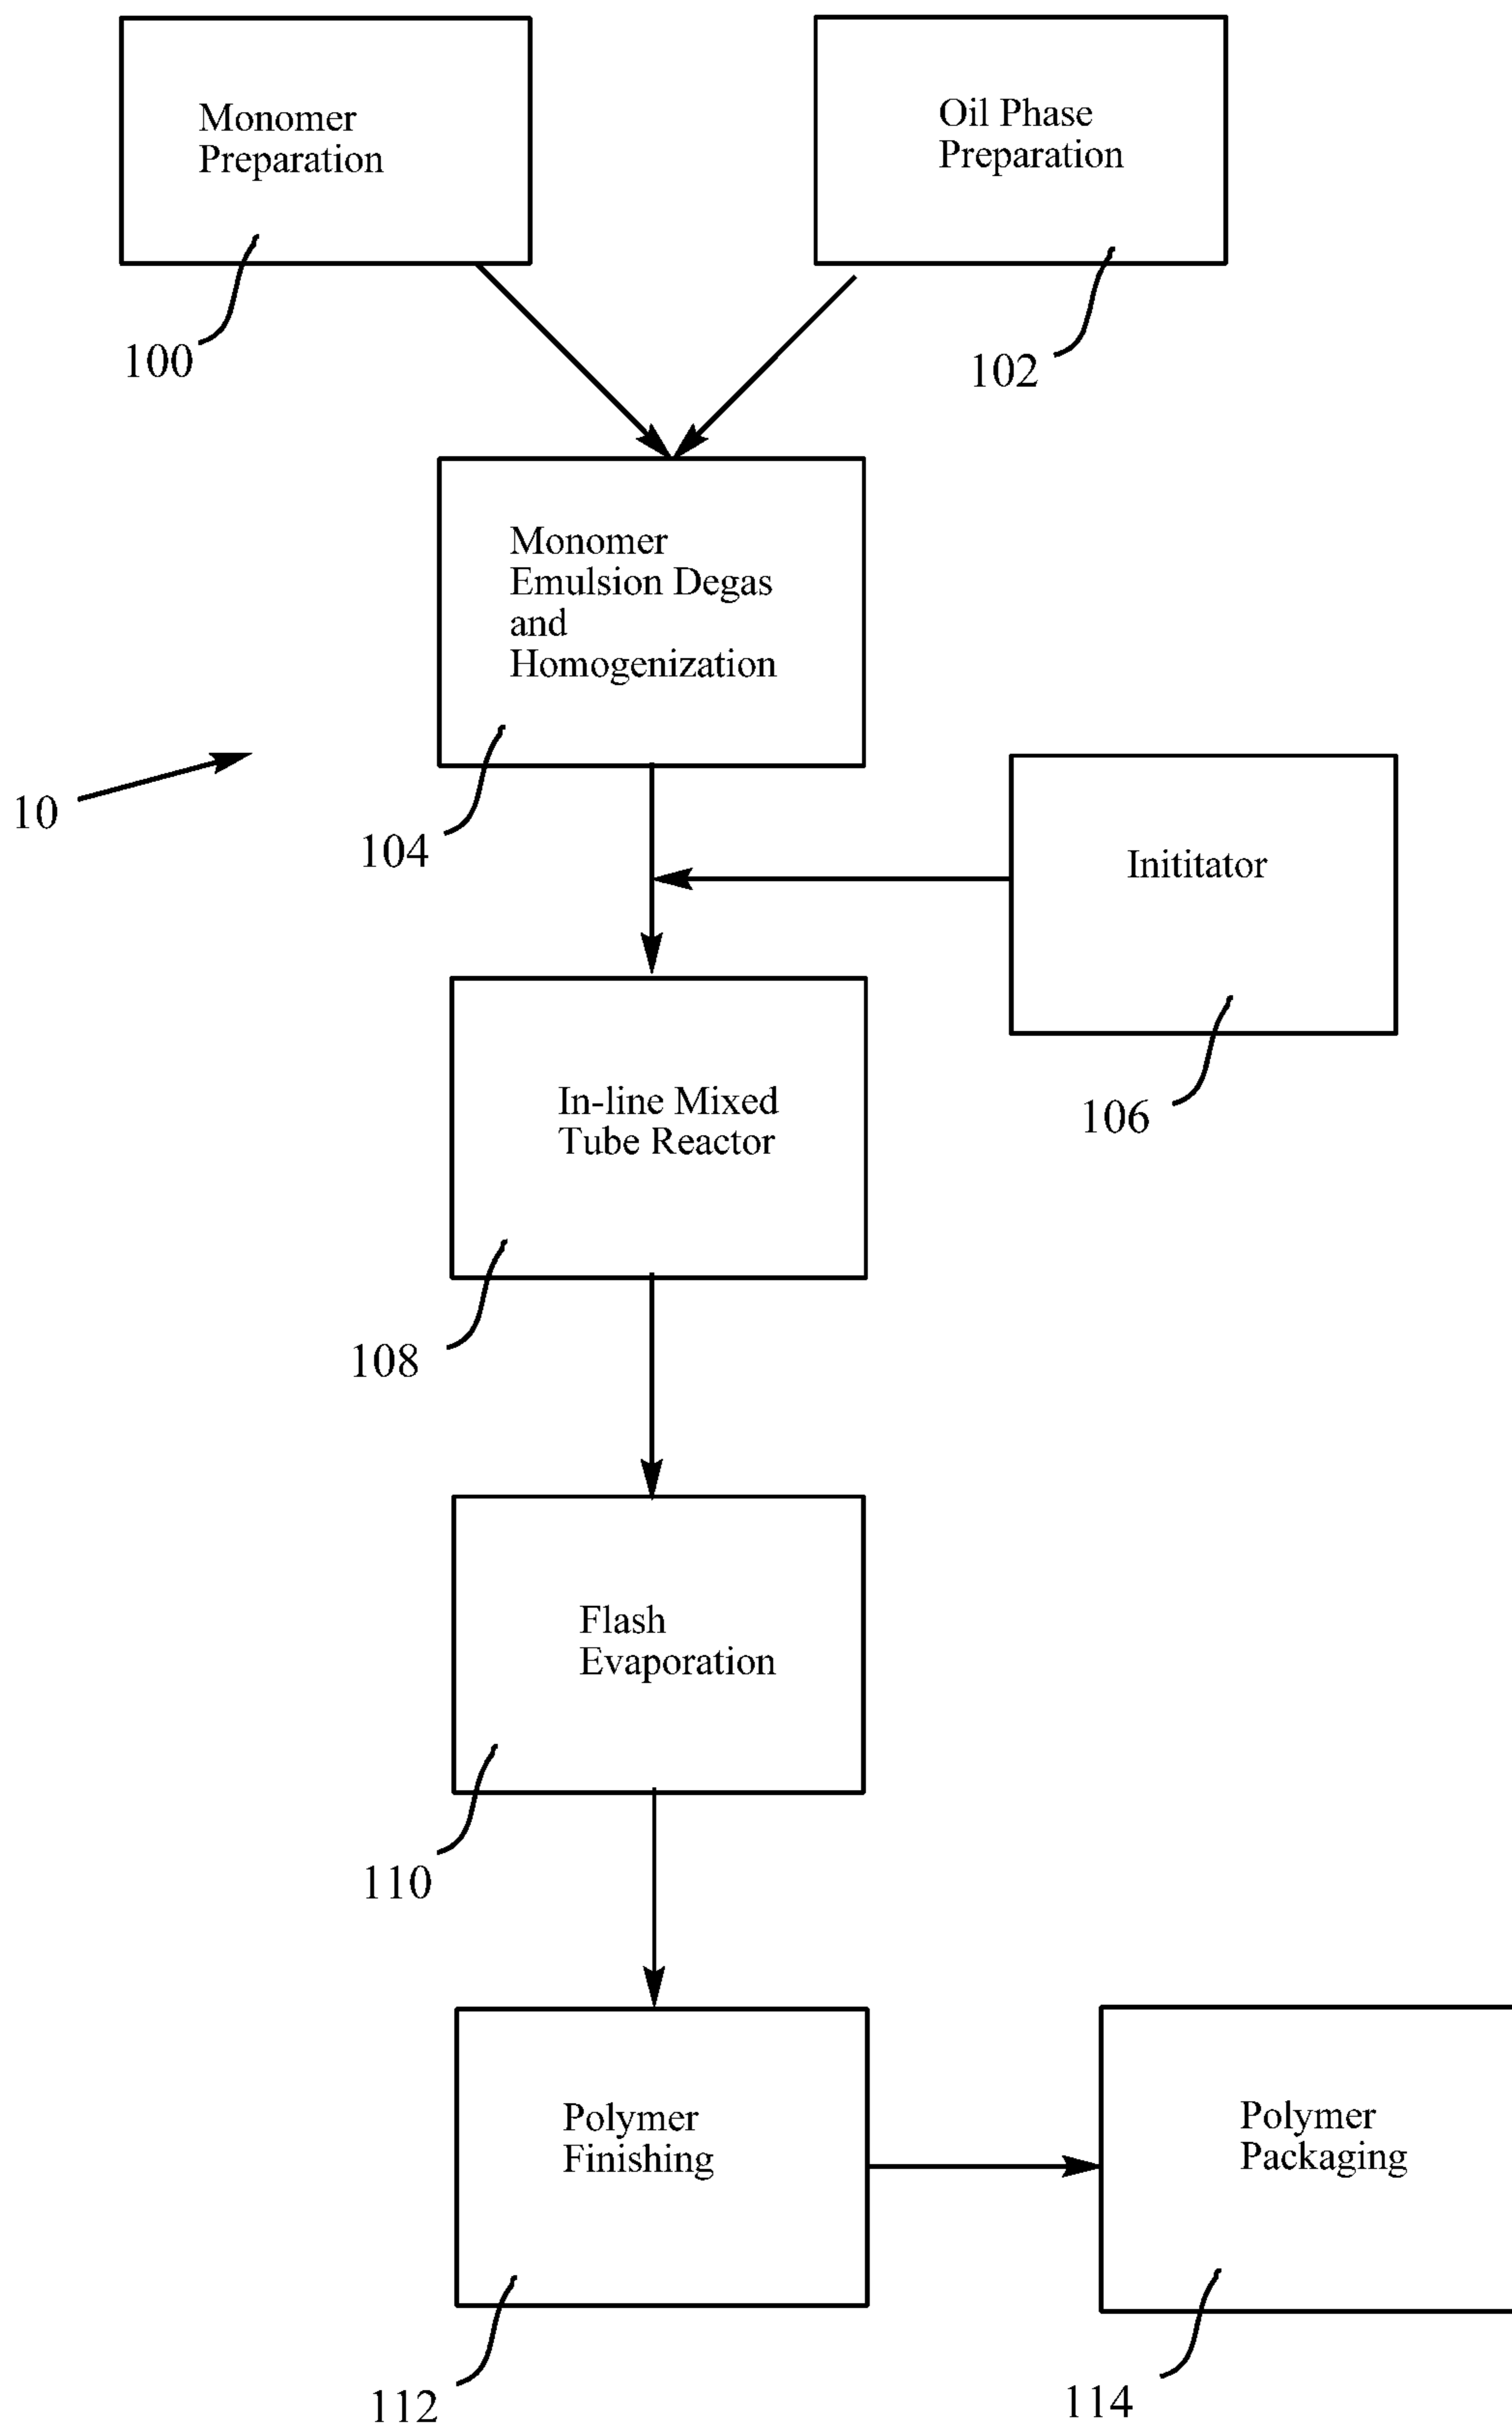 Monomer
Preparation
100
Oil Phase
Preparation
102
Monomer
Emulsion Degas
and
Homogenization
104
10
Inititator
106
In-line Mixed
Tube Reactor
108
Flash
Evaporation
110
Polymer
Finishing
112
Polymer
Packaging
114